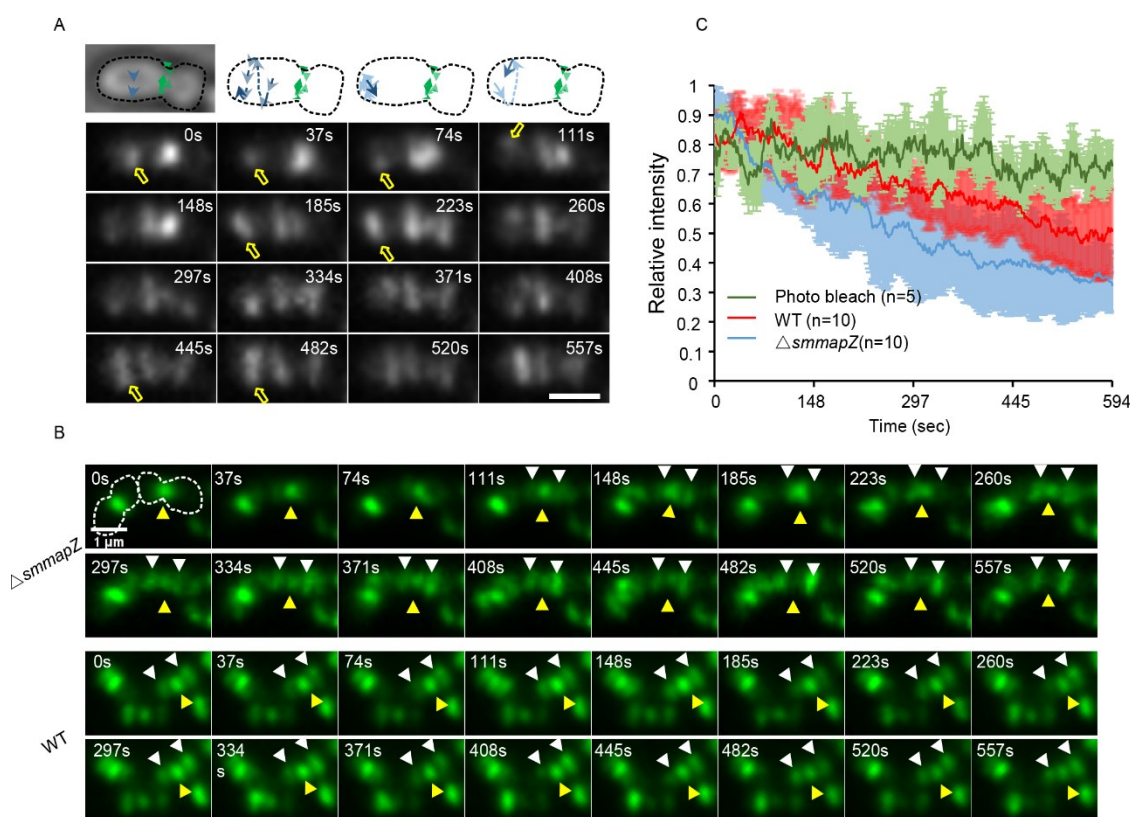 A
0s 37s 74s 111s
148s 185s 223s 260s
297s 334s 371s 408s
445s 482s 520s 557s
C
Relative intensity
1
0.9
0.8
0.7
0.6
0.5
0.4
0.3
0.2
0.1
0
Photo bleach (n=5)
WT (n=10)
△smmapZ(n=10)
0 148 297 445 594
Time (sec)
B
△smmapZ
0s 37s 74s 111s 148s 185s 223s 260s
1 μm
297s 334s 371s 408s 445s 482s 520s 557s
WT
0s 37s 74s 111s 148s 185s 223s 260s
297s 334 371s 408s 445s 482s 520s 557s
s